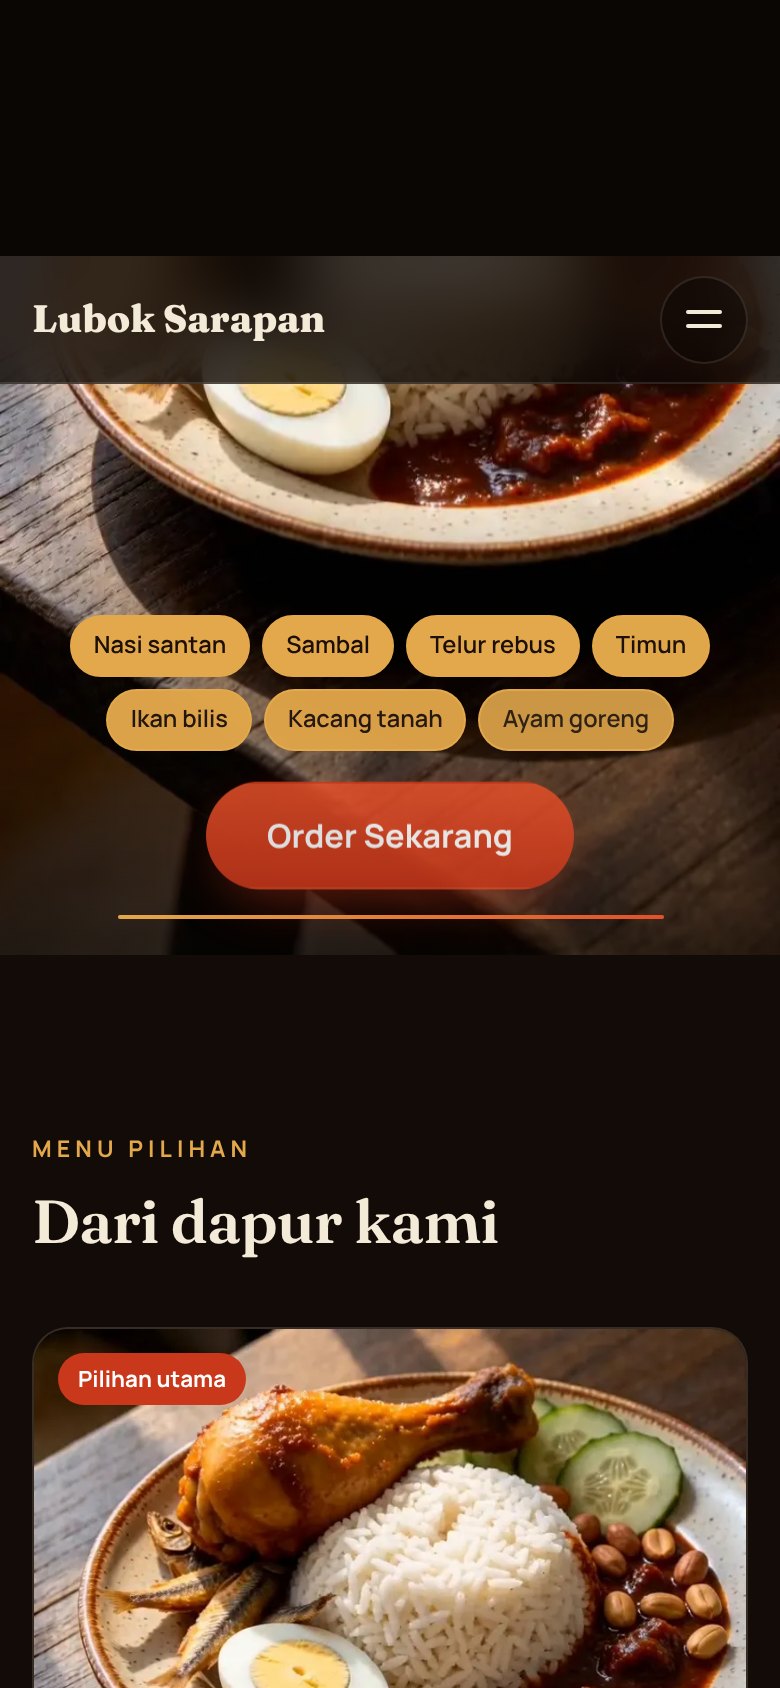 Lubok Sarapan
Nasi santan Sambal Telur rebus Timun
Ikan bilis Kacang tanah Ayam goreng
Order Sekarang
MENU PILIHAN
Dari dapur kami
Pilihan utama